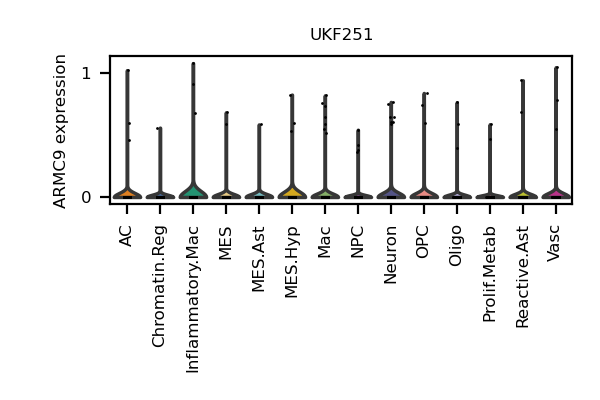 UKF251
ARMC9 expression
1
0
AC
Chromatin.Reg
Inflammatory.Mac
MES
MES.Ast
MES.Hyp
Mac
NPC
Neuron
OPC
Oligo
Prolif.Metab
Reactive.Ast
Vasc